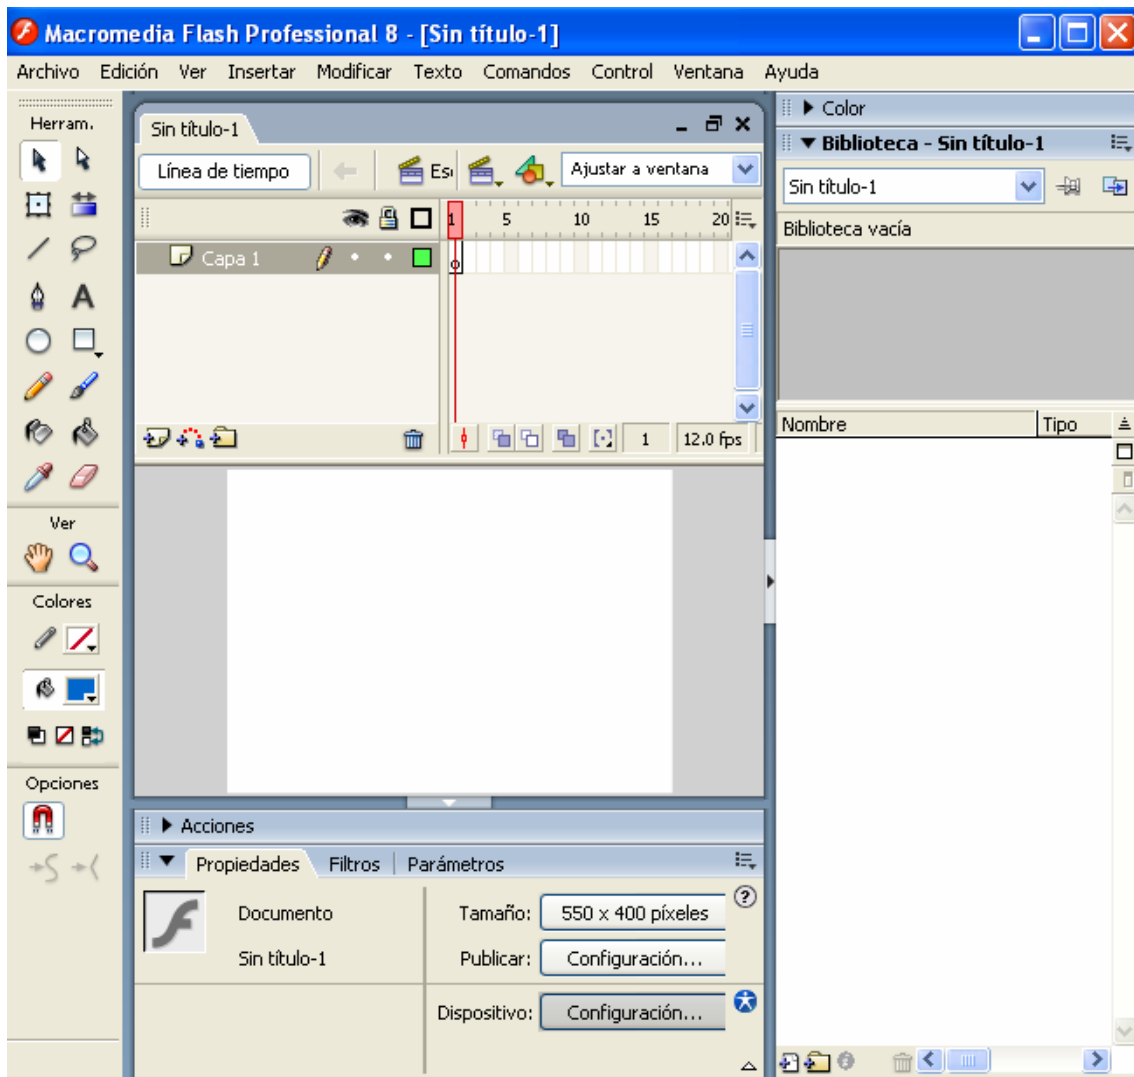 Macromedia Flash Professional 8 - [Sin título-1]
Archivo Edición Ver Insertar Modificar Texto Comandos Control Ventana Ayuda
Herram.
Ver
Colores
Opciones
Sin título-1
Línea de tiempo
Es
Ajustar a ventana
1 5 10 15 20
Capa 1
1 12.0 fps
Acciones
Propiedades Filtros Parámetros
Documento
Sin título-1
Tamaño: 550 x 400 píxeles
Publicar: Configuración...
Dispositivo: Configuración...
Color
Biblioteca - Sin título-1
Sin título-1
Biblioteca vacía
Nombre Tipo